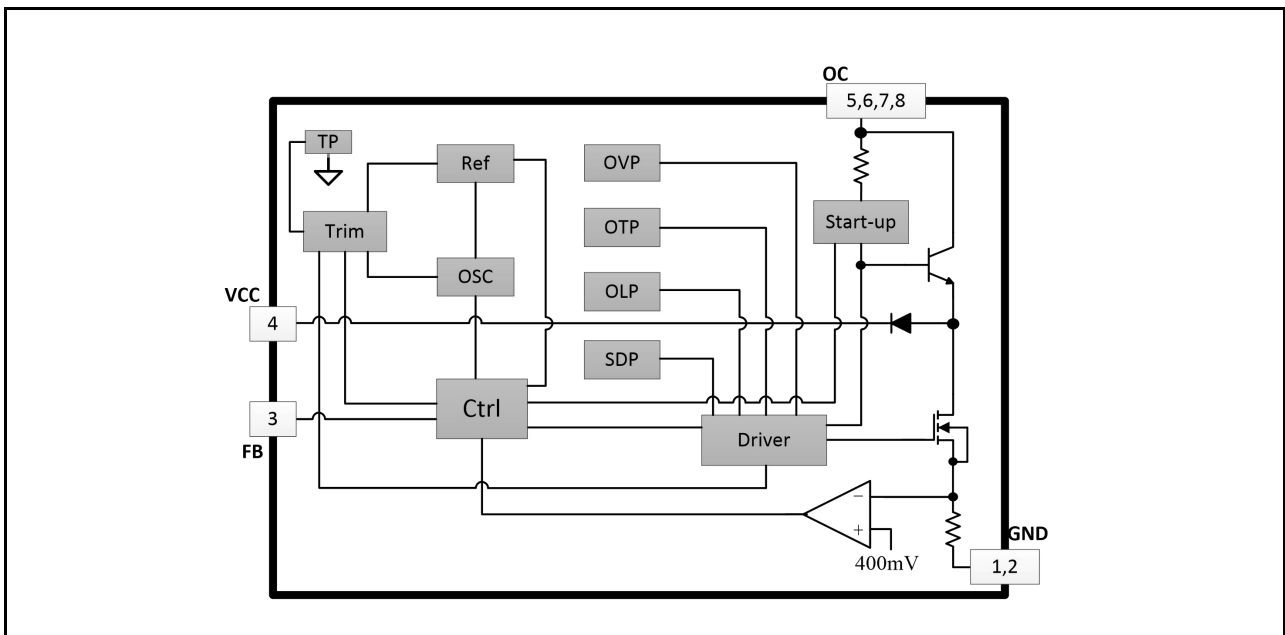 OC
5,6,7,8
TP
Ref
OVP
Start-up
OTP
Trim
OSC
OLP
VCC
4
SDP
Ctrl
3
FB
Driver
−
+
400mV
GND
1,2